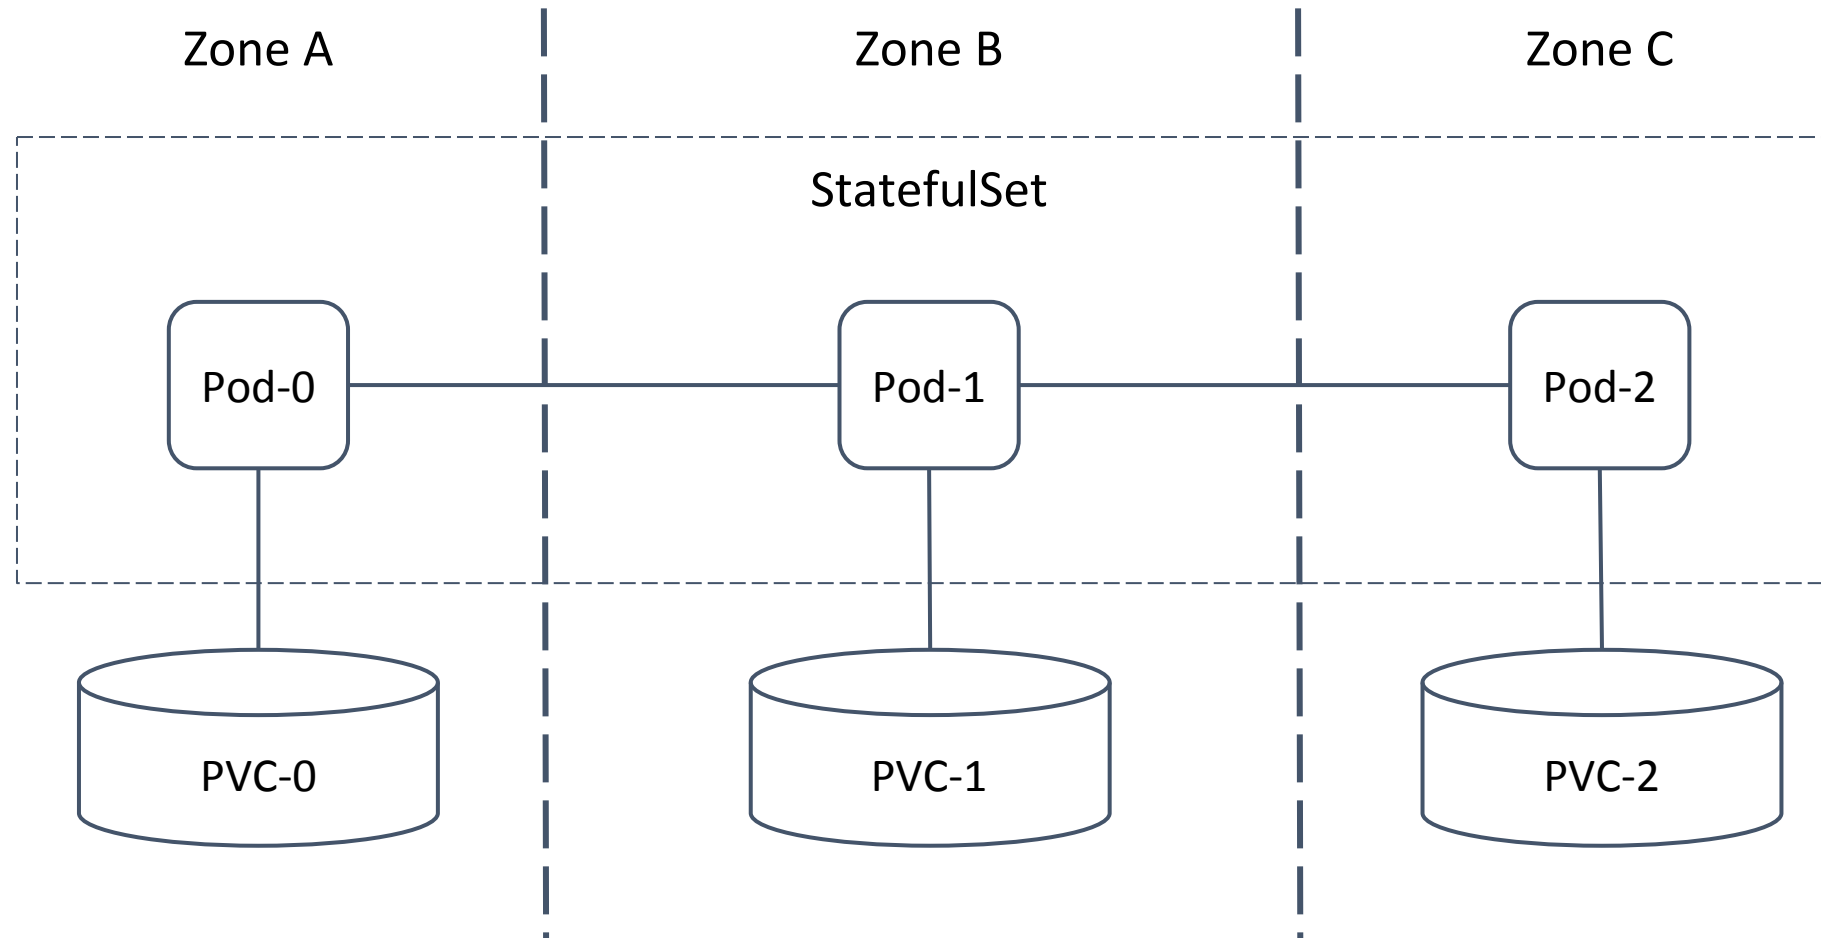 Zone A
Zone B
Zone C
StatefulSet
Pod-0
Pod-1
Pod-2
PVC-0
PVC-1
PVC-2